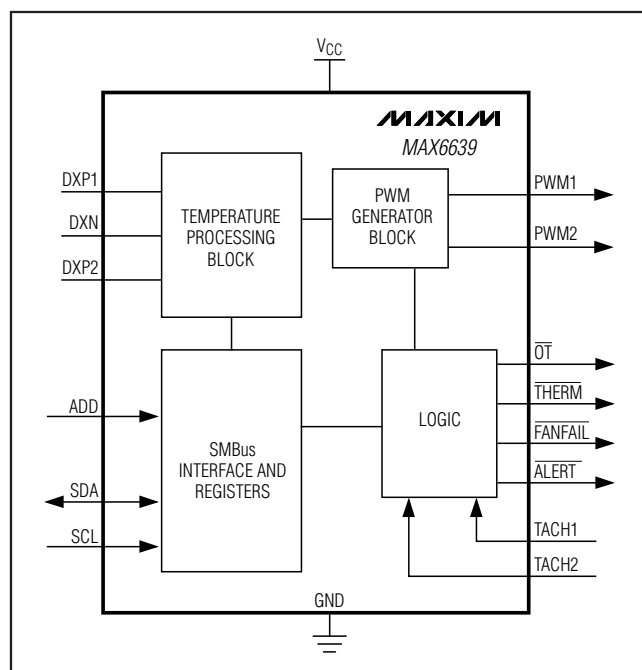 VCC
MAXIM
MAX6639
DXP1
DXN
DXP2
TEMPERATURE
PROCESSING
BLOCK
PWM
GENERATOR
BLOCK
PWM1
PWM2
ADD
SDA
SCL
SMBus
INTERFACE AND
REGISTERS
LOGIC
OT
THERM
FANFAIL
ALERT
TACH1
TACH2
GND